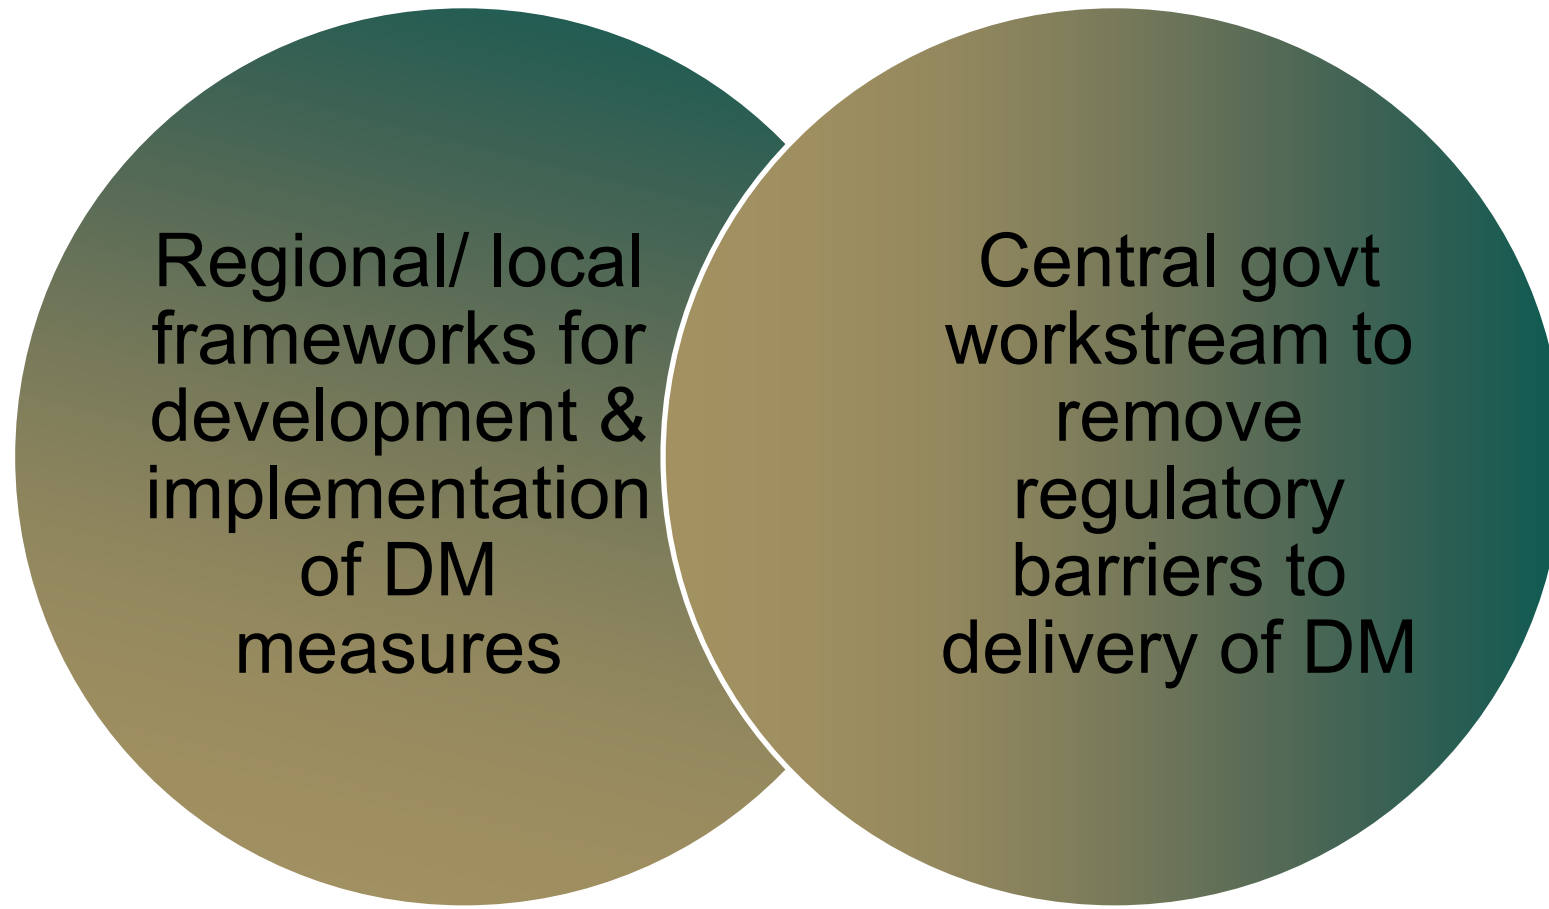 Regional/ local
frameworks for
development &
implementation
of DM
measures
Central govt
workstream to
remove
regulatory
barriers to
delivery of DM